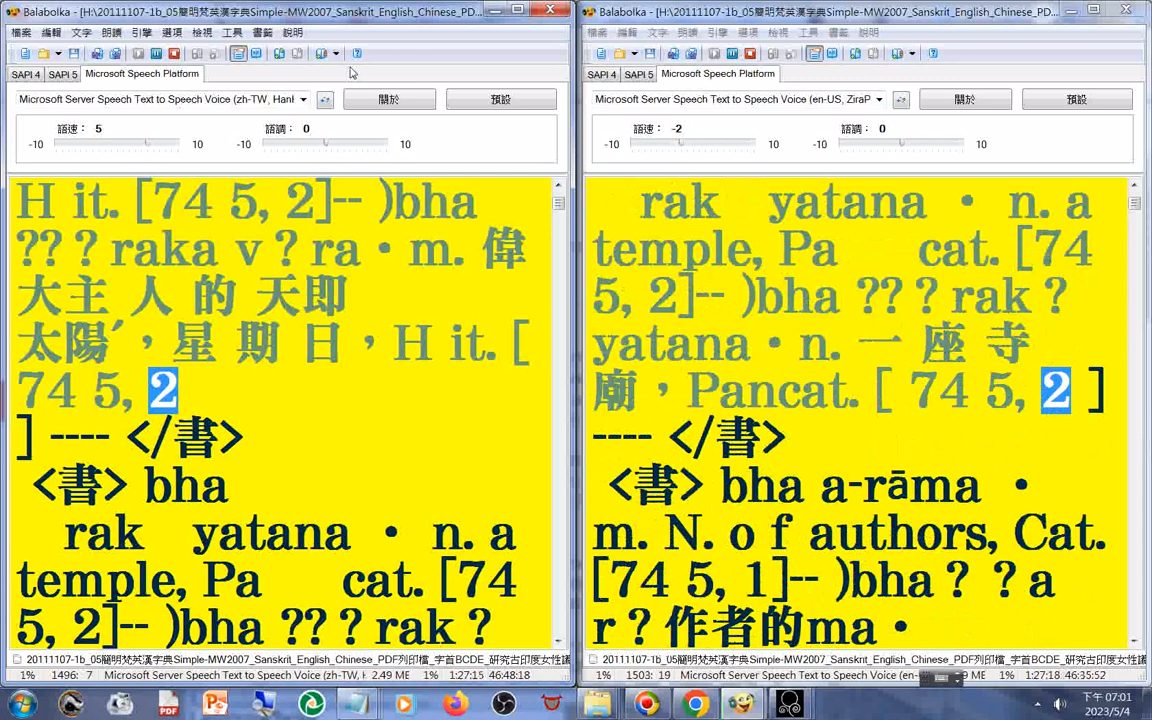 Balabolka - [H:\20111107-1b_05簡明梵英漢字典Simple-MW2007_Sanskrit_English_Chinese_PD...
檔案 編輯 文字 朗讀 引擎 選項 檢視 工具 書籤 說明
SAPI 4 SAPI 5 Microsoft Speech Platform
Microsoft Server Speech Text to Speech Voice (zh-TW, Hanl
關於 預設
語速： 5 語調： 0
-10 10 -10 10
H it. [74 5, 2]-- )bha
?? ? raka v ? ra • m. 偉
大主 人 的 天即
太陽ˊ，星 期 日，H it. [
74 5, 2
] ---- </書>
<書> bha
rak yatana • n. a
temple, Pa cat. [74
5, 2]-- )bha ?? ? rak ?
20111107-1b_05簡明梵英漢字典Simple-MW2007_Sanskrit_English_Chinese_PDF列印檔_字首BCDE_研究古印度女性議
1% 1496: 7 Microsoft Server Speech Text to Speech Voice (zh-TW, H 2.49 ME 1% 1:27:15 46:48:18
Balabolka - [H:\20111107-1b_05簡明梵英漢字典Simple-MW2007_Sanskrit_English_Chinese_PD...
檔案 編輯 文字 朗讀 引擎 選項 檢視 工具 書籤 說明
SAPI 4 SAPI 5 Microsoft Speech Platform
Microsoft Server Speech Text to Speech Voice (en-US, ZiraP
關於 預設
語速： -2 語調： 0
-10 10 -10 10
rak yatana • n. a
temple, Pa cat. [74
5, 2]-- )bha ?? ? rak ?
yatana • n. 一 座 寺
廟，Pancat. [ 74 5, 2 ]
---- </書>
<書> bha a-rāma •
m. N. o f authors, Cat.
[74 5, 1]-- )bha ? ? a
r ? 作者的ma •
20111107-1b_05簡明梵英漢字典Simple-MW2007_Sanskrit_English_Chinese_PDF列印檔_字首BCDE_研究古印度女性議
1% 1503: 19 Microsoft Server Speech Text to Speech Voice (en-US, 9 ME 1% 1:27:18 46:35:52
下午 07:01
2023/5/4